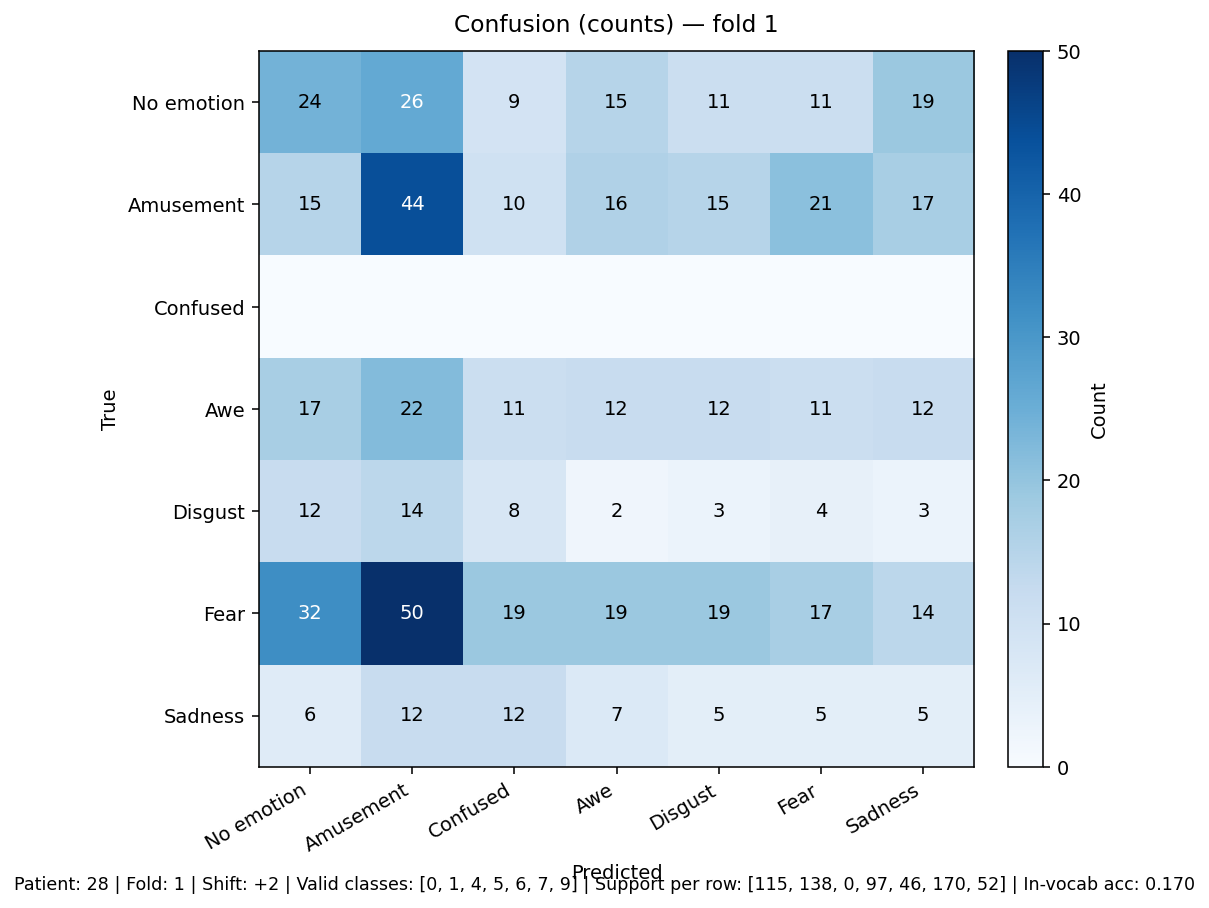 Confusion (counts) — fold 1
50
No emotion 24 26 9 15 11 11 19
40
Amusement 15 44 10 16 15 21 17
Confused
30
True
Awe 17 22 11 12 12 11 12
Count
20
Disgust 12 14 8 2 3 4 3
10
Fear 32 50 19 19 19 17 14
Sadness 6 12 12 7 5 5 5
0
No emotion Amusement Confused Awe Disgust Fear Sadness
Predicted
Patient: 28 | Fold: 1 | Shift: +2 | Valid classes: [0, 1, 4, 5, 6, 7, 9] | Support per row: [115, 138, 0, 97, 46, 170, 52] | In-vocab acc: 0.170